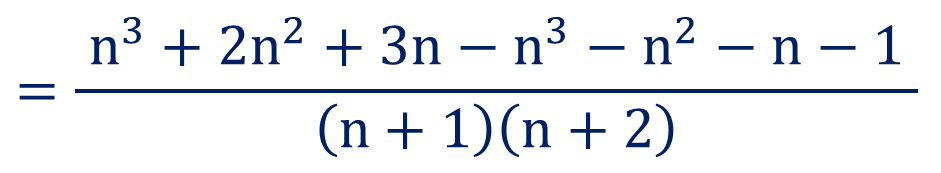 = n³ + 2n² + 3n − n³ − n² − n − 1
(n + 1)(n + 2)